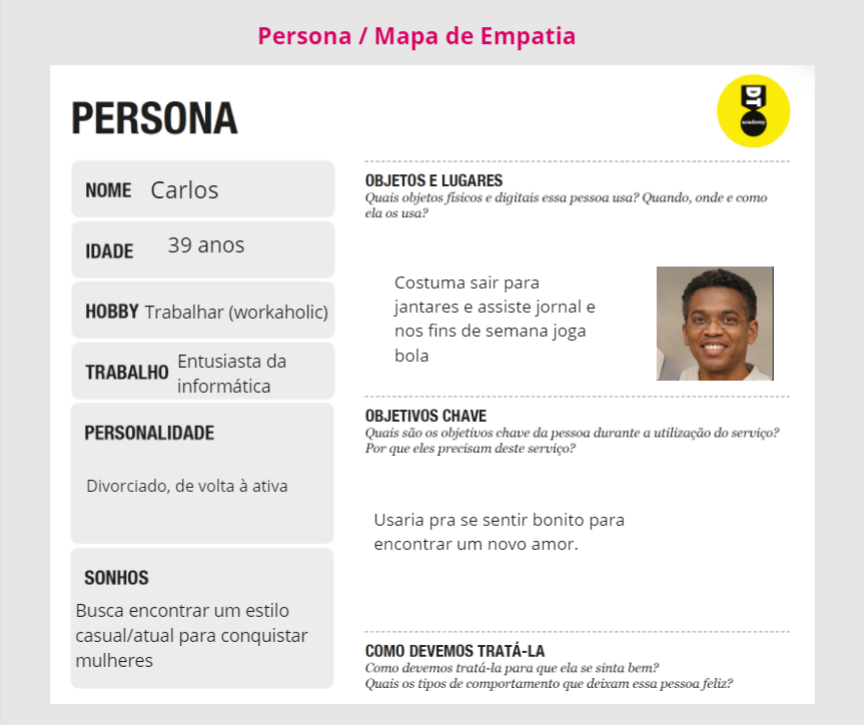 Persona / Mapa de Empatia
PERSONA
DT
academy
NOME Carlos
IDADE 39 anos
HOBBY Trabalhar (workaholic)
TRABALHO Entusiasta da
informática
PERSONALIDADE
Divorciado, de volta à ativa
SONHOS
Busca encontrar um estilo
casual/atual para conquistar
mulheres
OBJETOS E LUGARES
Quais objetos físicos e digitais essa pessoa usa? Quando, onde e como
ela os usa?
Costuma sair para
jantares e assiste jornal e
nos fins de semana joga
bola
OBJETIVOS CHAVE
Quais são os objetivos chave da pessoa durante a utilização do serviço?
Por que eles precisam deste serviço?
Usaria pra se sentir bonito para
encontrar um novo amor.
COMO DEVEMOS TRATÁ-LA
Como devemos tratá-la para que ela se sinta bem?
Quais os tipos de comportamento que deixam essa pessoa feliz?